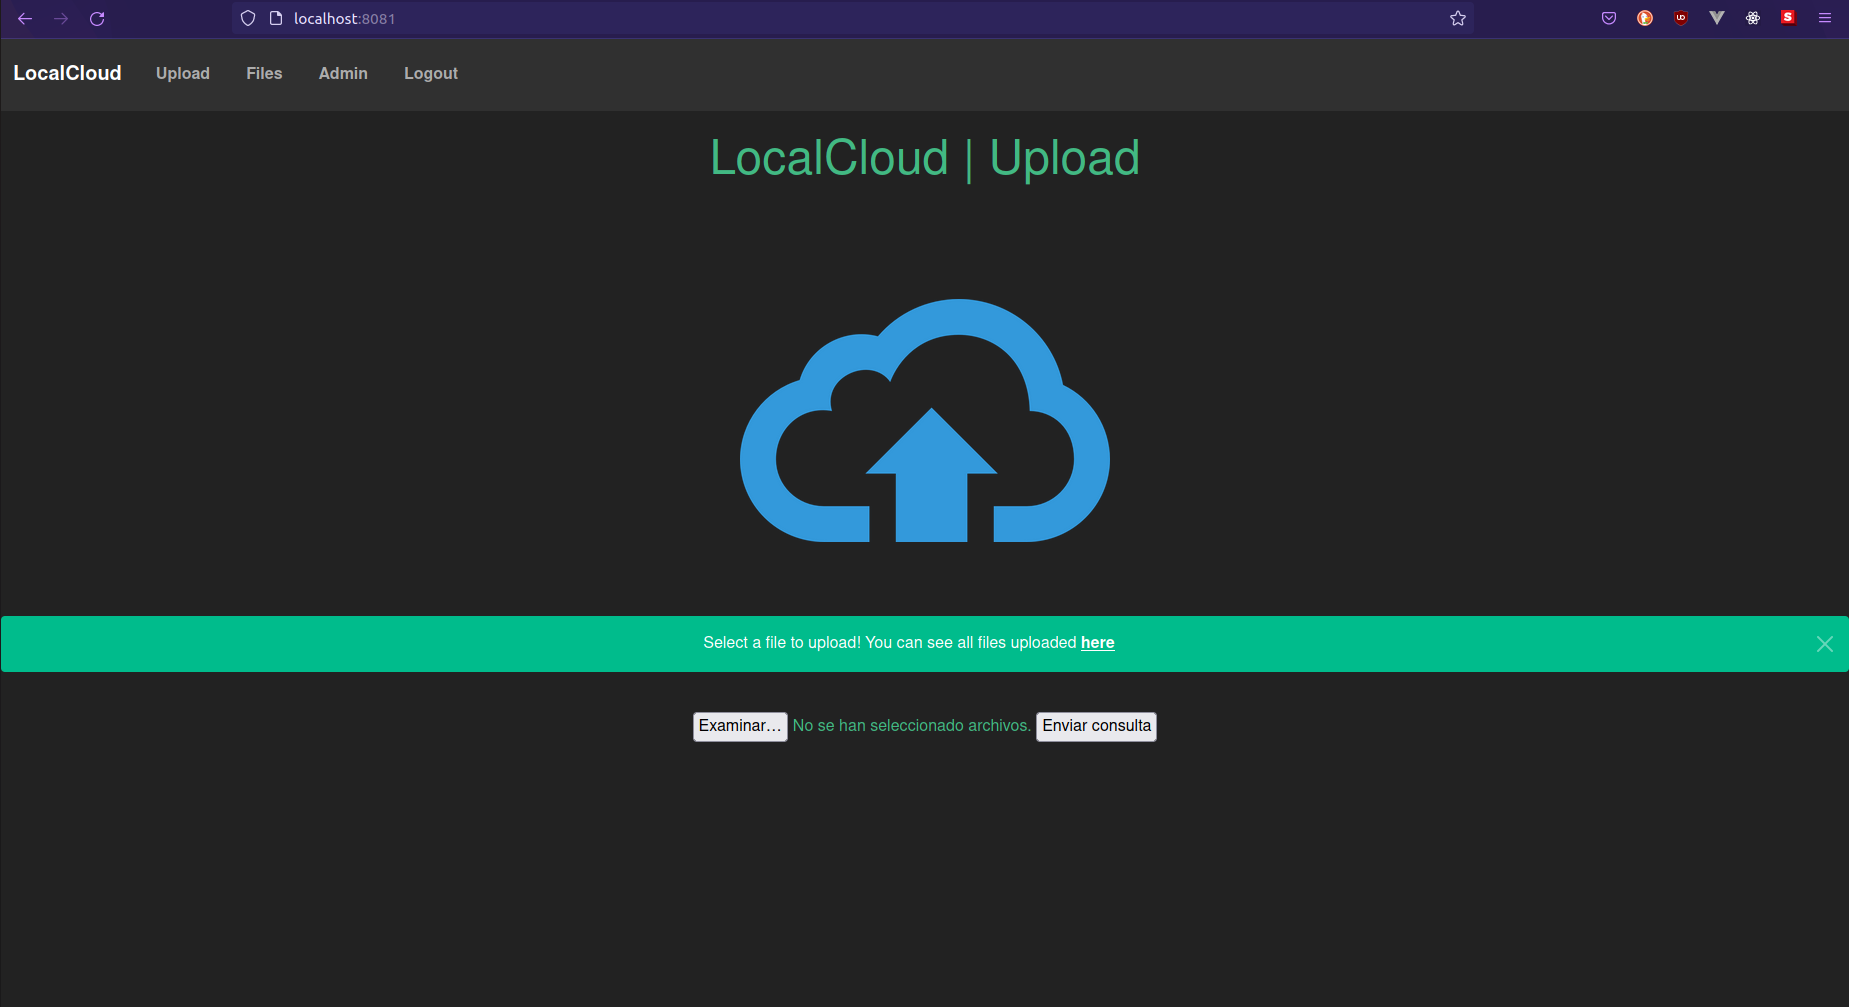 localhost:8081
LocalCloud Upload Files Admin Logout
LocalCloud | Upload
Select a file to upload! You can see all files uploaded here
Examinar... No se han seleccionado archivos. Enviar consulta